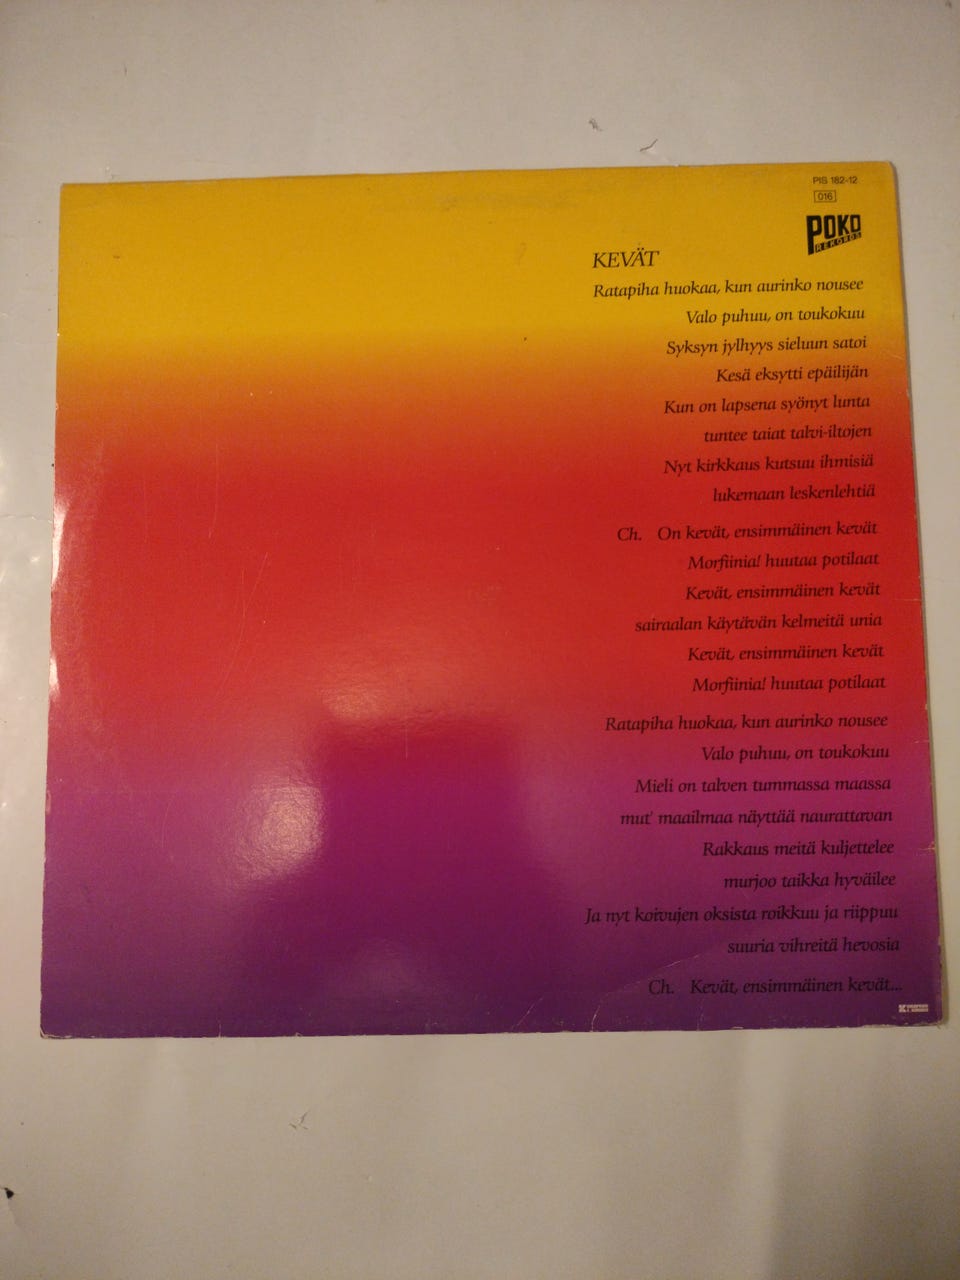 PIS 182-12
016
POKO
REKORDS
KEVÄT
Ratapiha huokaa, kun aurinko nousee
Valo puhuu, on toukokuu
Syksyn jylhyys sieluun satoi
Kesä eksytti epäilijän
Kun on lapsena syönyt lunta
tuntee taiat talvi-iltojen
Nyt kirkkaus kutsuu ihmisiä
lukemaan leskenlehtiä
Ch. On kevät, ensimmäinen kevät
Morfiinia! huutaa potilaat
Kevät, ensimmäinen kevät
sairaalan käytävän kelmeitä unia
Kevät, ensimmäinen kevät
Morfiinia! huutaa potilaat
Ratapiha huokaa, kun aurinko nousee
Valo puhuu, on toukokuu
Mieli on talven tummassa maassa
mut' maailmaa näyttää naurattavan
Rakkaus meitä kuljettelee
murjoo taikka hyväilee
Ja nyt koivujen oksista roikkuu ja riippuu
suuria vihreitä hevosia
Ch. Kevät, ensimmäinen kevät...